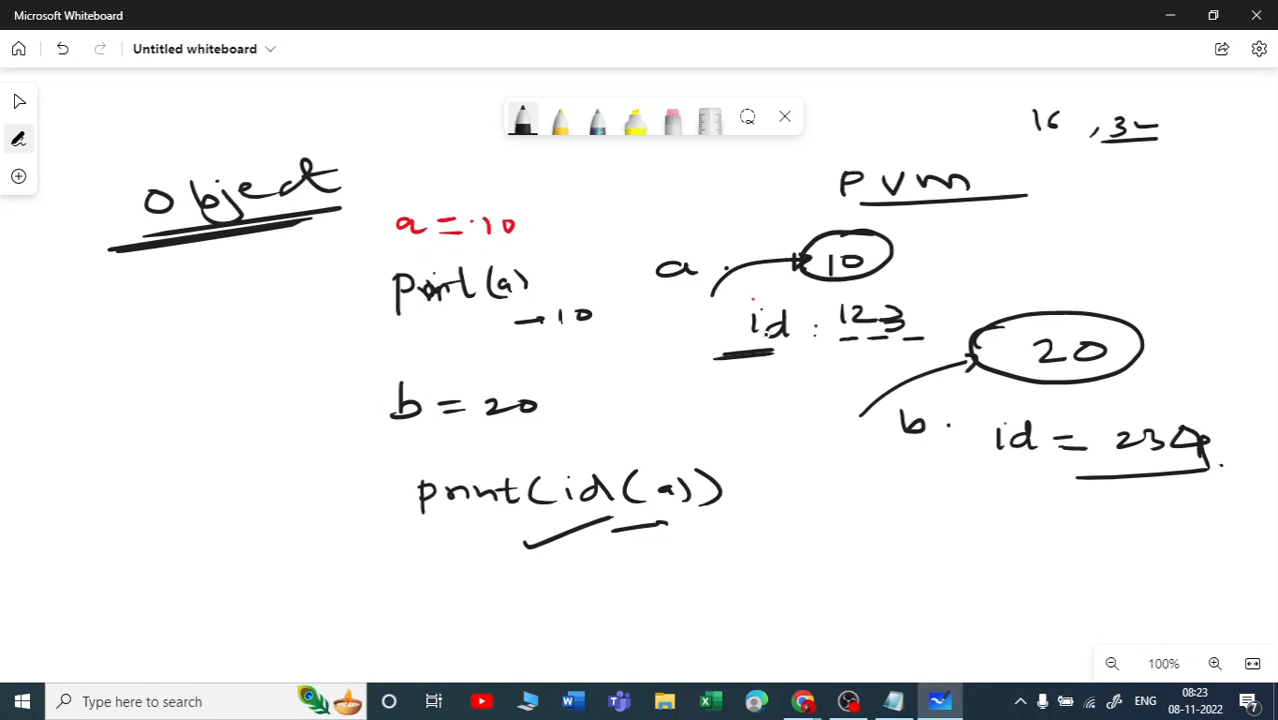 Microsoft Whiteboard
Untitled whiteboard
16 , 32
PVM
object
a = 10
a
10
print(a)
→ 10
id : 123
20
b = 20
b
id = 234
print(id(a))
100%
Type here to search
ENG
08:23
08-11-2022
7